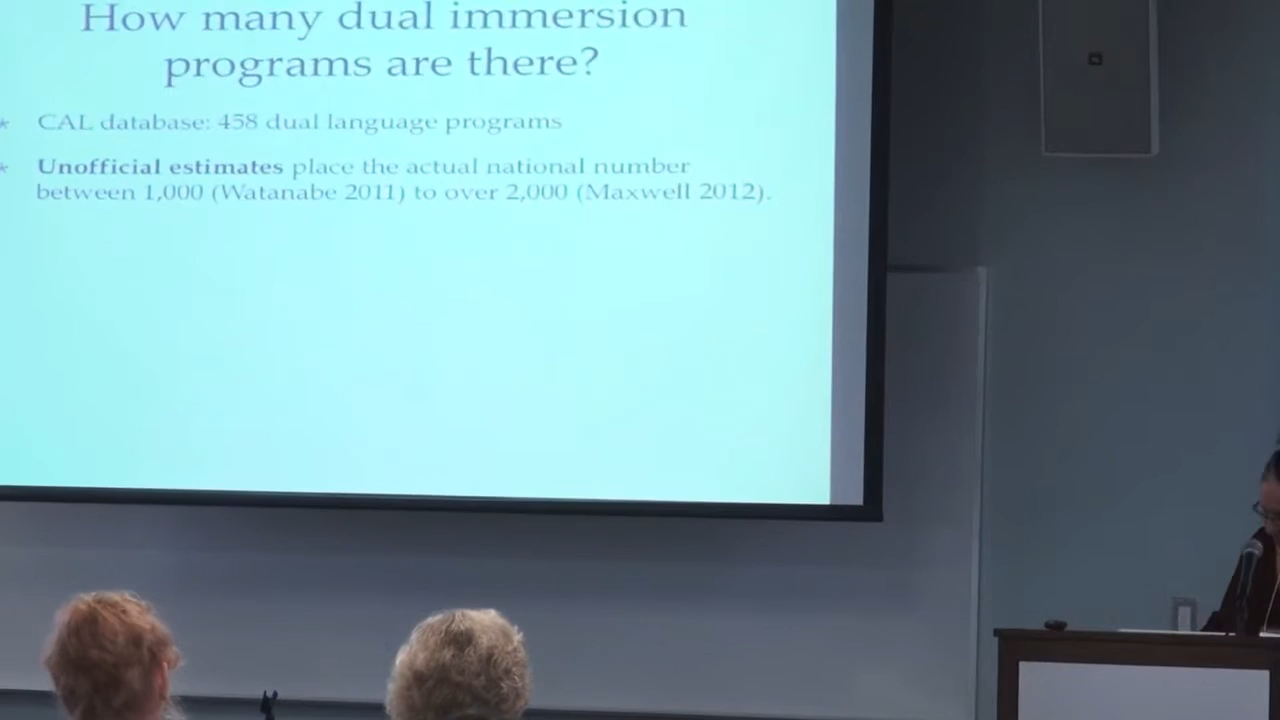 How many dual immersion
programs are there?
* CAL database: 458 dual language programs
* Unofficial estimates place the actual national number
between 1,000 (Watanabe 2011) to over 2,000 (Maxwell 2012).